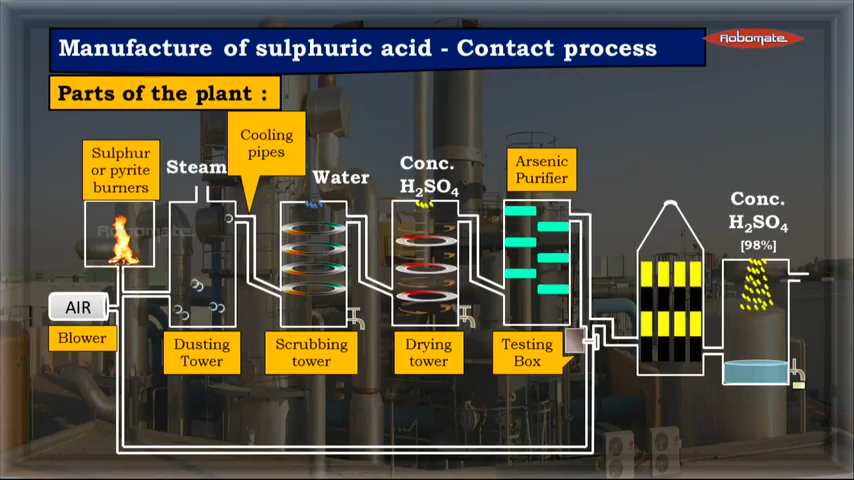 Manufacture of sulphuric acid - Contact process
Robomate
Parts of the plant :
Cooling
pipes
Sulphur
or pyrite
burners
Steam
Water
Conc.
H₂SO₄
Arsenic
Purifier
Conc.
H₂SO₄
[98%]
Robomate
AIR
Blower
Dusting
Tower
Scrubbing
tower
Drying
tower
Testing
Box